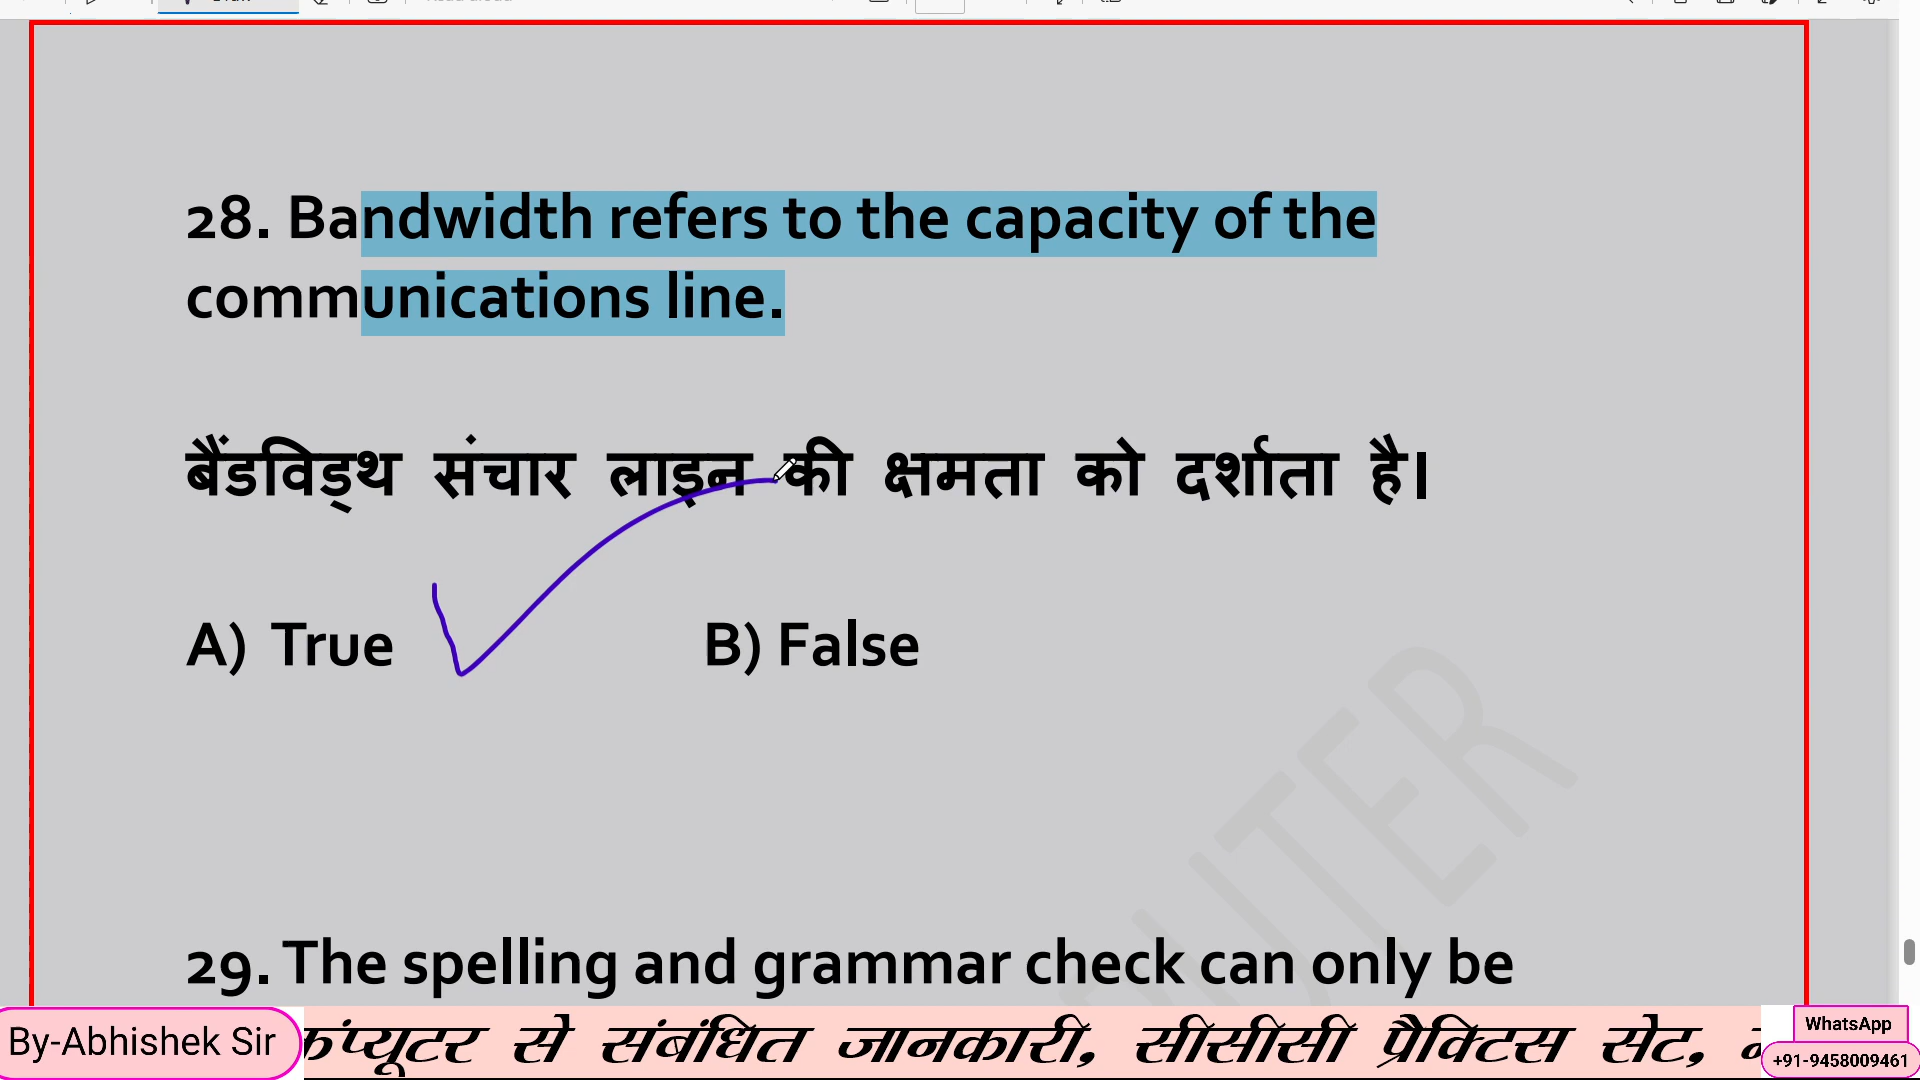 28. Bandwidth refers to the capacity of the
communications line.
बैंडविड्थ संचार लाइन की क्षमता को दर्शाता है।
A) True B) False
29. The spelling and grammar check can only be
By-Abhishek Sir
कंप्यूटर से संबंधित जानकारी, सीसीसी प्रैक्टिस सेट,
WhatsApp
+91-9458009461